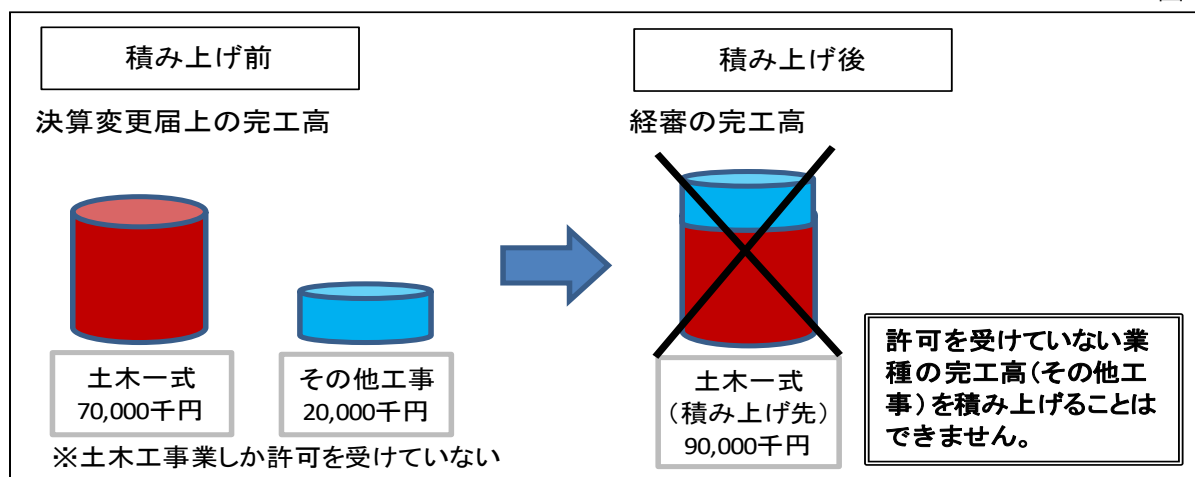 積み上げ前
積み上げ後
決算変更届上の完工高
経審の完工高
土木一式
70,000千円
その他工事
20,000千円
※土木工事業しか許可を受けていない
土木一式
(積み上げ先)
90,000千円
許可を受けていない業
種の完工高(その他工
事)を積み上げることは
できません。